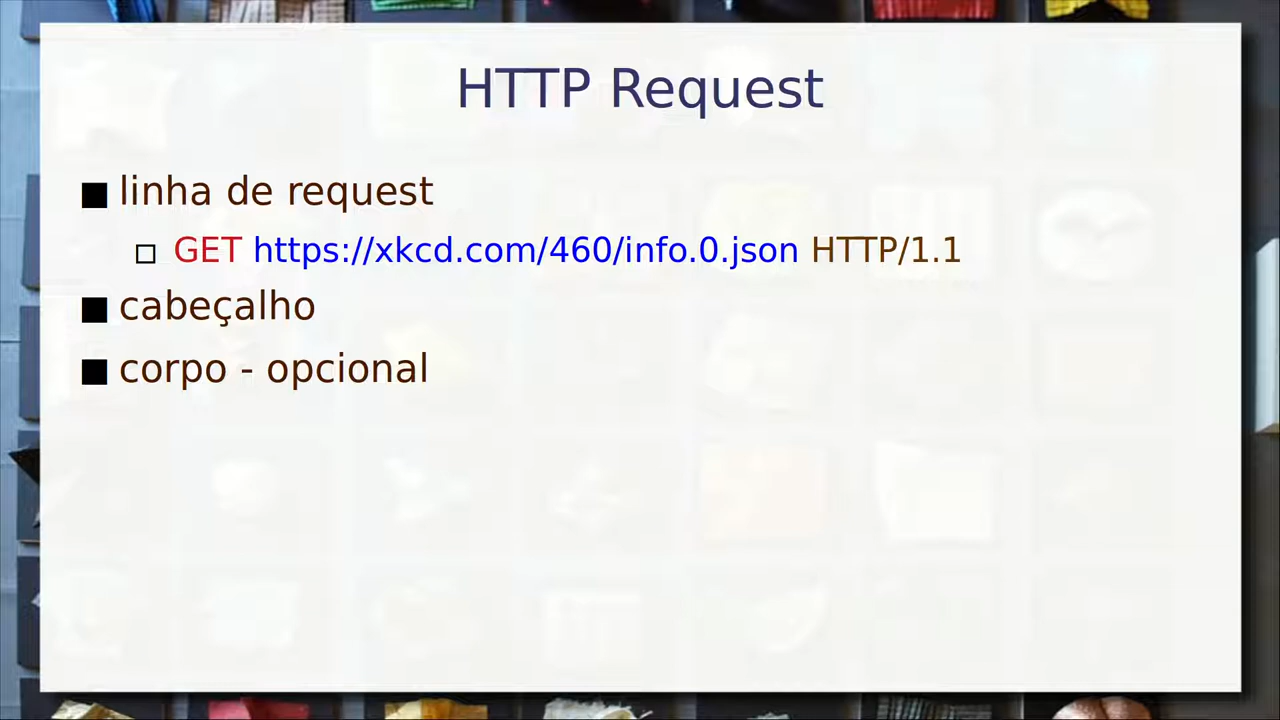 HTTP Request
linha de request
GET https://xkcd.com/460/info.0.json HTTP/1.1
cabeçalho
corpo - opcional